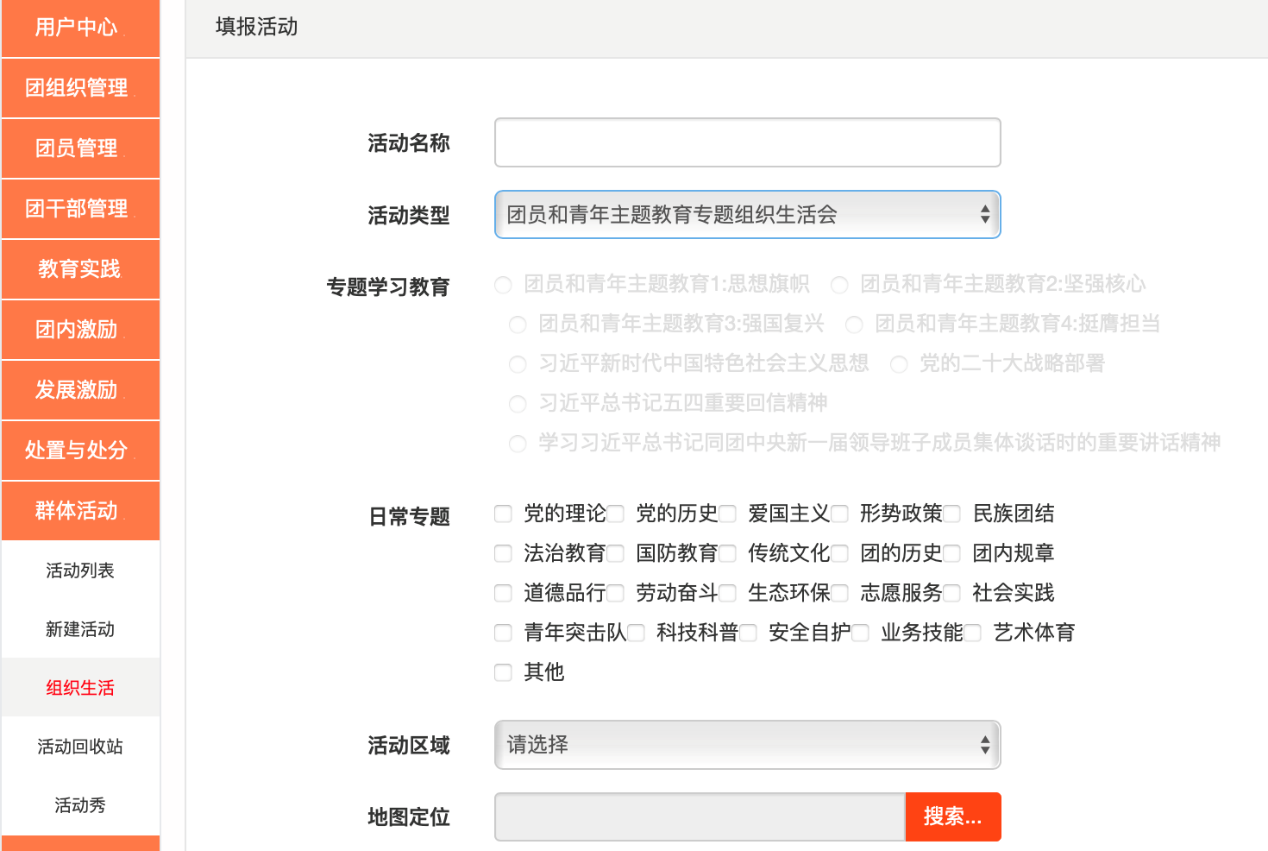 用户中心
团组织管理
团员管理
团干部管理
教育实践
团内激励
发展激励
处置与处分
群体活动
活动列表
新建活动
组织生活
活动回收站
活动秀
填报活动
活动名称
活动类型 团员和青年主题教育专题组织生活会
专题学习教育 团员和青年主题教育1:思想旗帜 团员和青年主题教育2:坚强核心
团员和青年主题教育3:强国复兴 团员和青年主题教育4:挺膺担当
习近平新时代中国特色社会主义思想 党的二十大战略部署
习近平总书记五四重要回信精神
学习习近平总书记同团中央新一届领导班子成员集体谈话时的重要讲话精神
日常专题 党的理论 党的历史 爱国主义 形势政策 民族团结
法治教育 国防教育 传统文化 团的历史 团内规章
道德品行 劳动奋斗 生态环保 志愿服务 社会实践
青年突击队 科技科普 安全自护 业务技能 艺术体育
其他
活动区域 请选择
地图定位 搜索...